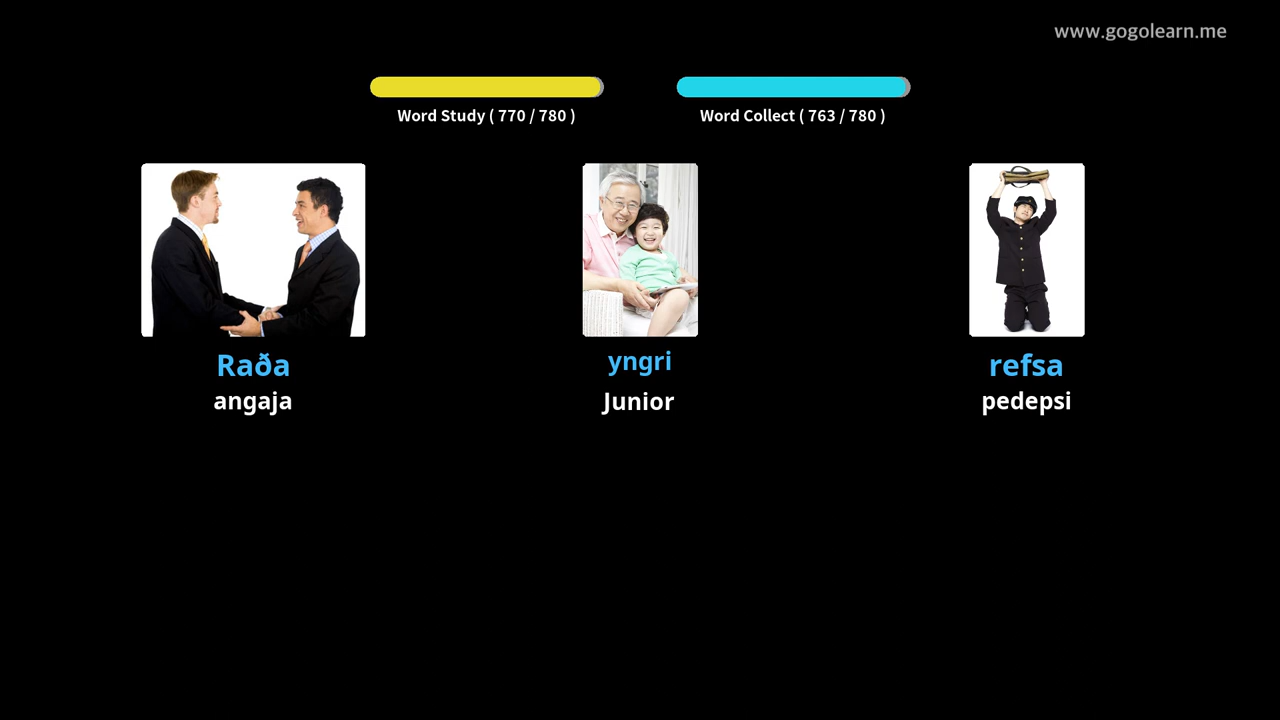 www.gogolearn.me
Word Study ( 770 / 780 )
Word Collect ( 763 / 780 )
Raða
angaja
yngri
Junior
refsa
pedepsi